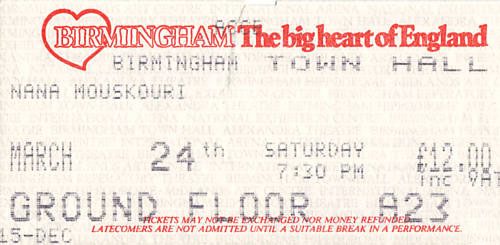 BIRMINGHAM The big heart of England
BIRMINGHAM TOWN HALL
NANA MOUSKOURI
MARCH 24th SATURDAY £12.00
7:30 PM inc VAT
GROUND FLOOR A23
TICKETS MAY NOT BE EXCHANGED NOR MONEY REFUNDED.
15-DEC LATECOMERS ARE NOT ADMITTED UNTIL A SUITABLE BREAK IN A PERFORMANCE.